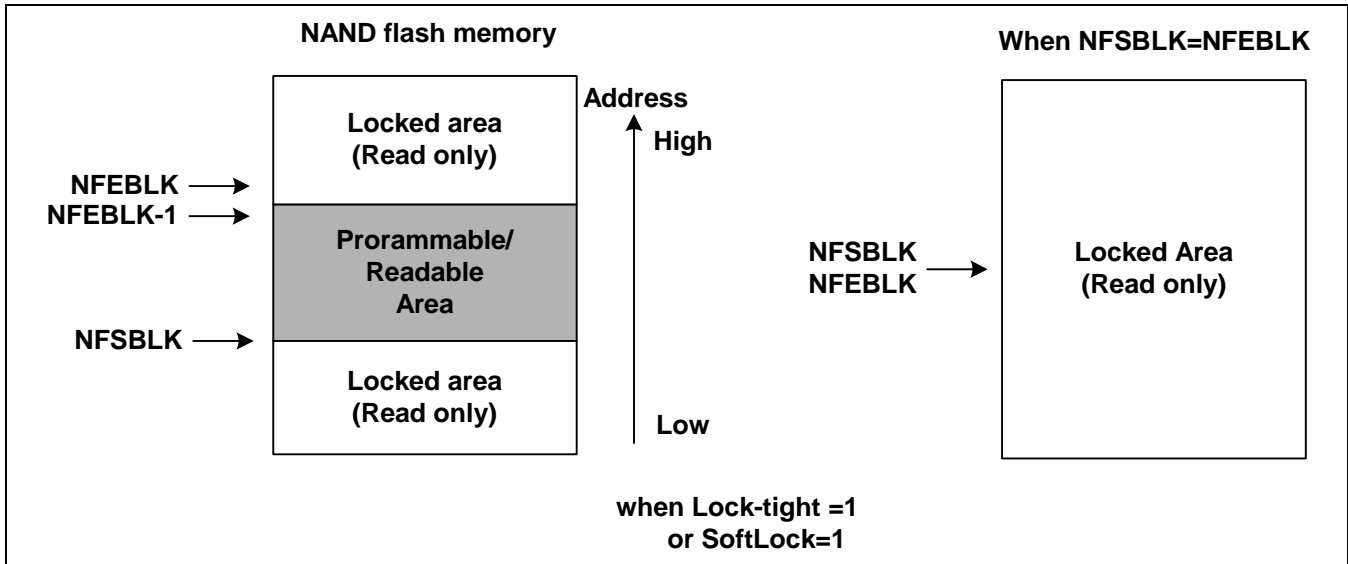 NAND flash memory
When NFSBLK=NFEBLK
Address
High
Locked area
(Read only)
NFEBLK
NFEBLK-1
Prorammable/
Readable
Area
NFSBLK
Locked area
(Read only)
Low
NFSBLK
NFEBLK
Locked Area
(Read only)
when Lock-tight =1
or SoftLock=1